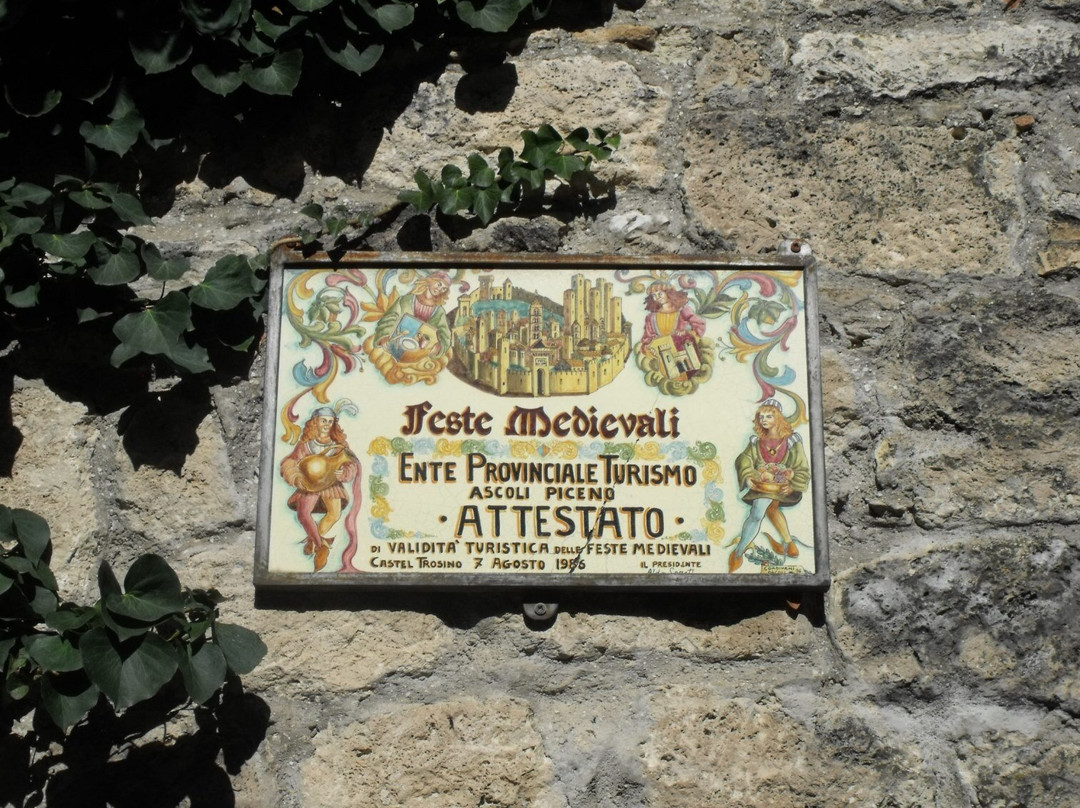 Feste Medievali
ENTE PROVINCIALE TURISMO
ASCOLI PICENO
· ATTESTATO ·
DI VALIDITA' TURISTICA DELLE FESTE MEDIEVALI
CASTEL TROSINO 7 AGOSTO 1986 IL PRESIDENTE